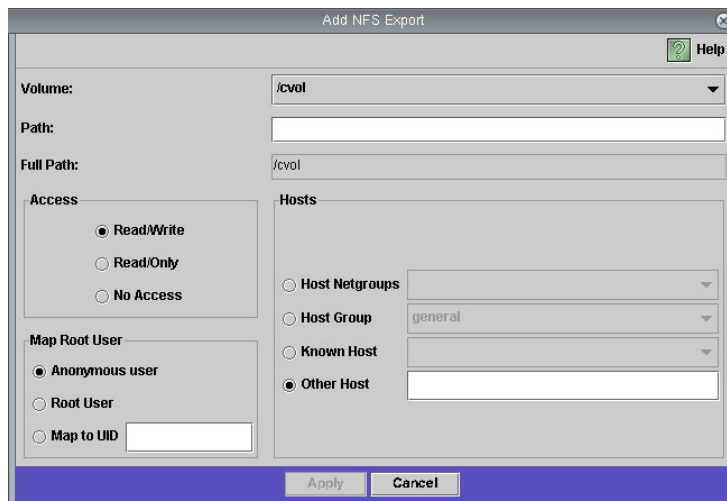 Add NFS Export
Help
Volume:
/cvol
Path:
Full Path:
/cvol
Access
Read/Write
Read/Only
No Access
Map Root User
Anonymous user
Root User
Map to UID
Hosts
Host Netgroups
Host Group
general
Known Host
Other Host
Apply
Cancel